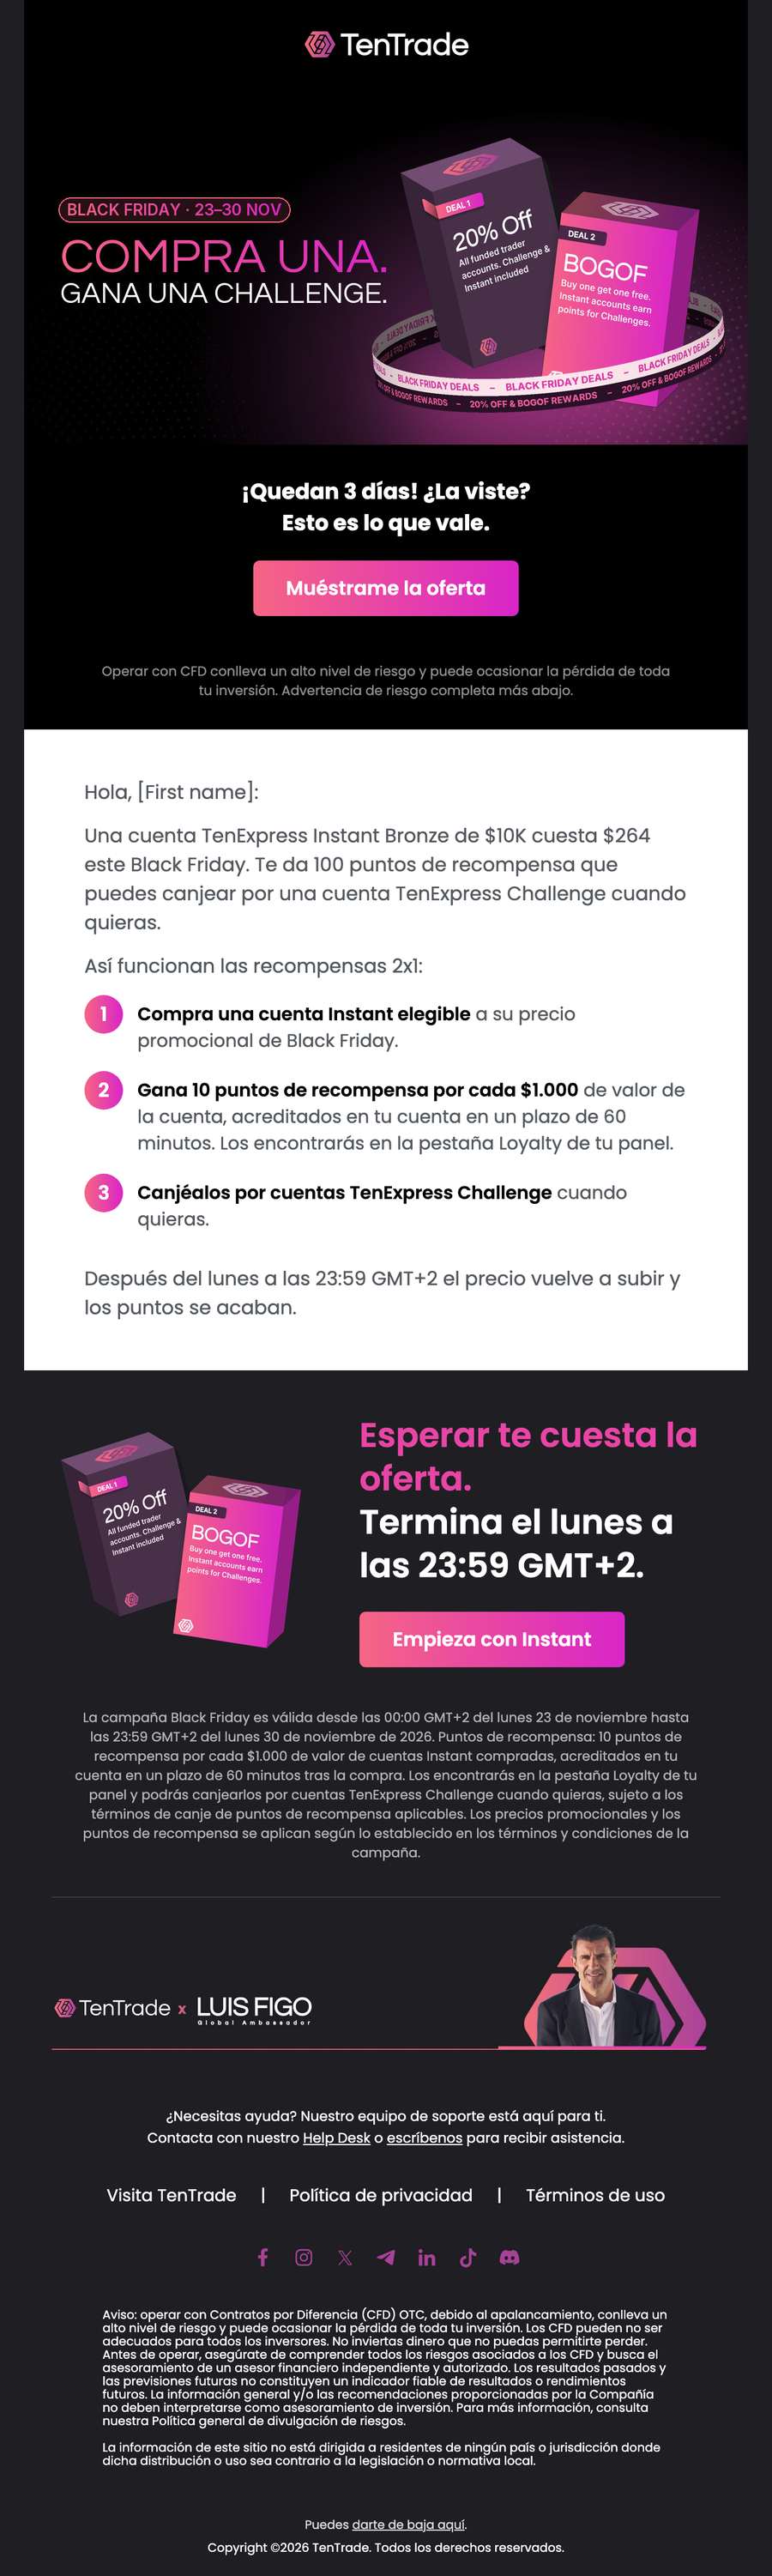 TenTrade
BLACK FRIDAY · 23–30 NOV
COMPRA UNA.
GANA UNA CHALLENGE.
DEAL 1
20% Off
All funded trader
accounts. Challenge &
Instant included
DEAL 2
BOGOF
Buy one get one free.
Instant accounts earn
points for Challenges.
BLACK FRIDAY DEALS – BLACK FRIDAY DEALS – BLACK FRIDAY DEALS
20% OFF & BOGOF REWARDS – 20% OFF & BOGOF REWARDS – 20% OFF & BOGOF REWARDS
¡Quedan 3 días! ¿La viste?
Esto es lo que vale.
Muéstrame la oferta
Operar con CFD conlleva un alto nivel de riesgo y puede ocasionar la pérdida de toda
tu inversión. Advertencia de riesgo completa más abajo.
Hola, [First name]:
Una cuenta TenExpress Instant Bronze de $10K cuesta $264
este Black Friday. Te da 100 puntos de recompensa que
puedes canjear por una cuenta TenExpress Challenge cuando
quieras.
Así funcionan las recompensas 2x1:
1 Compra una cuenta Instant elegible a su precio
promocional de Black Friday.
2 Gana 10 puntos de recompensa por cada $1.000 de valor de
la cuenta, acreditados en tu cuenta en un plazo de 60
minutos. Los encontrarás en la pestaña Loyalty de tu panel.
3 Canjéalos por cuentas TenExpress Challenge cuando
quieras.
Después del lunes a las 23:59 GMT+2 el precio vuelve a subir y
los puntos se acaban.
DEAL 1
20% Off
All funded trader
accounts. Challenge &
Instant included
DEAL 2
BOGOF
Buy one get one free.
Instant accounts earn
points for Challenges.
Esperar te cuesta la
oferta.
Termina el lunes a
las 23:59 GMT+2.
Empieza con Instant
La campaña Black Friday es válida desde las 00:00 GMT+2 del lunes 23 de noviembre hasta
las 23:59 GMT+2 del lunes 30 de noviembre de 2026. Puntos de recompensa: 10 puntos de
recompensa por cada $1.000 de valor de cuentas Instant compradas, acreditados en tu
cuenta en un plazo de 60 minutos tras la compra. Los encontrarás en la pestaña Loyalty de tu
panel y podrás canjearlos por cuentas TenExpress Challenge cuando quieras, sujeto a los
términos de canje de puntos de recompensa aplicables. Los precios promocionales y los
puntos de recompensa se aplican según lo establecido en los términos y condiciones de la
campaña.
TenTrade x LUIS FIGO
Global Ambassador
¿Necesitas ayuda? Nuestro equipo de soporte está aquí para ti.
Contacta con nuestro Help Desk o escríbenos para recibir asistencia.
Visita TenTrade | Política de privacidad | Términos de uso
Aviso: operar con Contratos por Diferencia (CFD) OTC, debido al apalancamiento, conlleva un
alto nivel de riesgo y puede ocasionar la pérdida de toda tu inversión. Los CFD pueden no ser
adecuados para todos los inversores. No inviertas dinero que no puedas permitirte perder.
Antes de operar, asegúrate de comprender todos los riesgos asociados a los CFD y busca el
asesoramiento de un asesor financiero independiente y autorizado. Los resultados pasados y
las previsiones futuras no constituyen un indicador fiable de resultados o rendimientos
futuros. La información general y/o las recomendaciones proporcionadas por la Compañía
no deben interpretarse como asesoramiento de inversión. Para más información, consulta
nuestra Política general de divulgación de riesgos.
La información de este sitio no está dirigida a residentes de ningún país o jurisdicción donde
dicha distribución o uso sea contrario a la legislación o normativa local.
Puedes darte de baja aquí.
Copyright ©2026 TenTrade. Todos los derechos reservados.